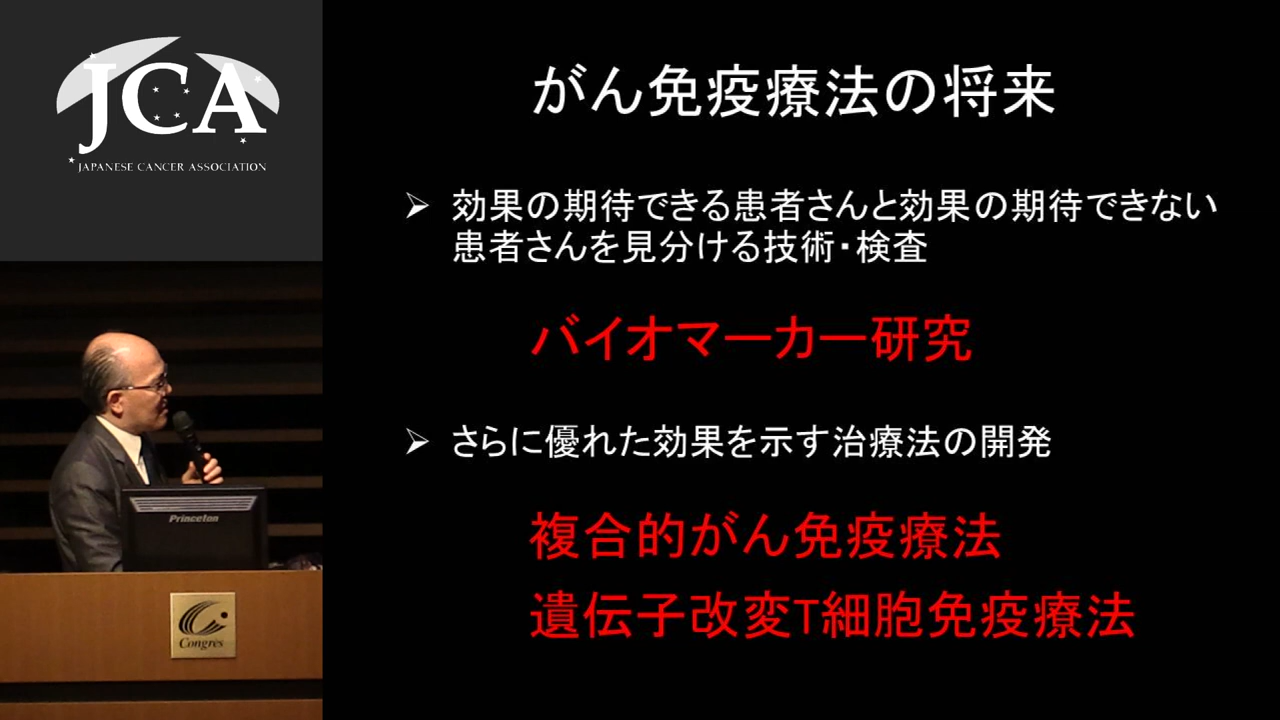 JCA
JAPANESE CANCER ASSOCIATION
がん免疫療法の将来
➢ 効果の期待できる患者さんと効果の期待できない
患者さんを見分ける技術・検査
バイオマーカー研究
➢ さらに優れた効果を示す治療法の開発
複合的がん免疫療法
遺伝子改変T細胞免疫療法
Princeton
Congres